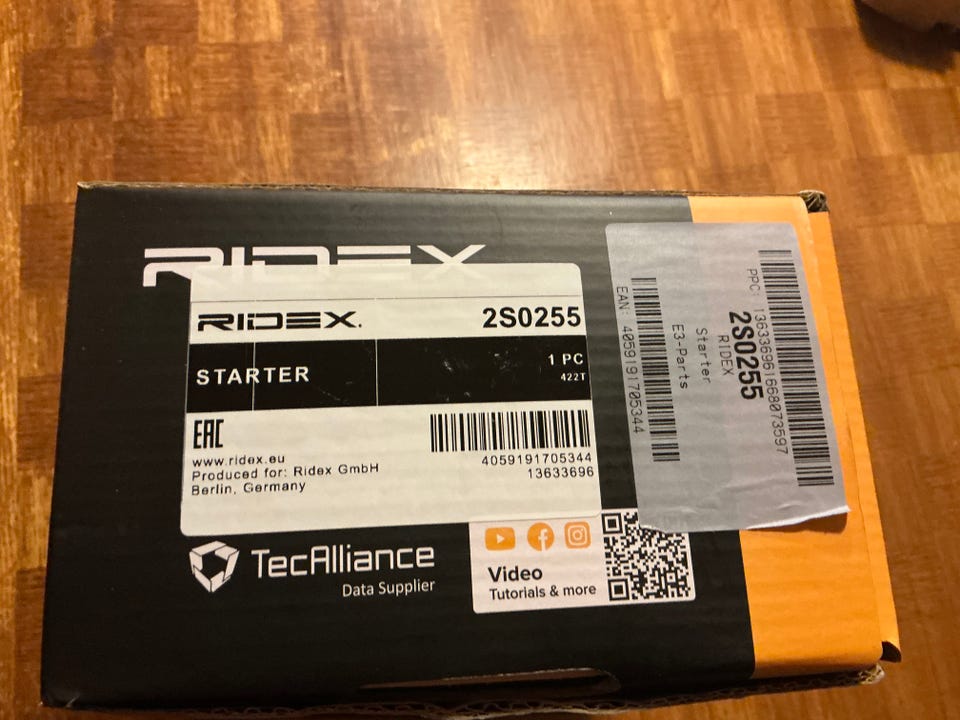 RIDEX
RIDEX.
2S0255
STARTER
1 PC
422T
EAC
www.ridex.eu
Produced for: Ridex GmbH
Berlin, Germany
4059191705344
13633696
TecAlliance
Data Supplier
Video
Tutorials & more
PPC: 13633696166807359​7
2S0255
RIDEX
Starter
E3-Parts
EAN: 4059191705344